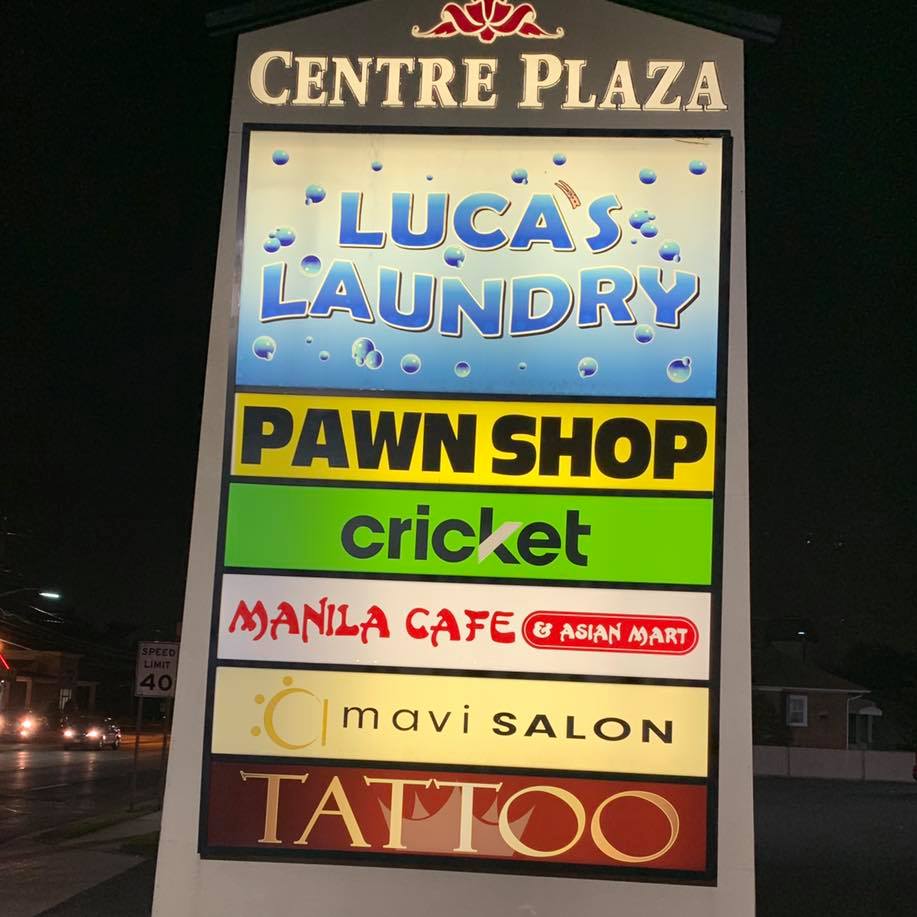 CENTRE PLAZA
LUCA'S
LAUNDRY
PAWN SHOP
cricket
MANILA CAFE & ASIAN MART
mavi SALON
TATTOO
SPEED
LIMIT
40